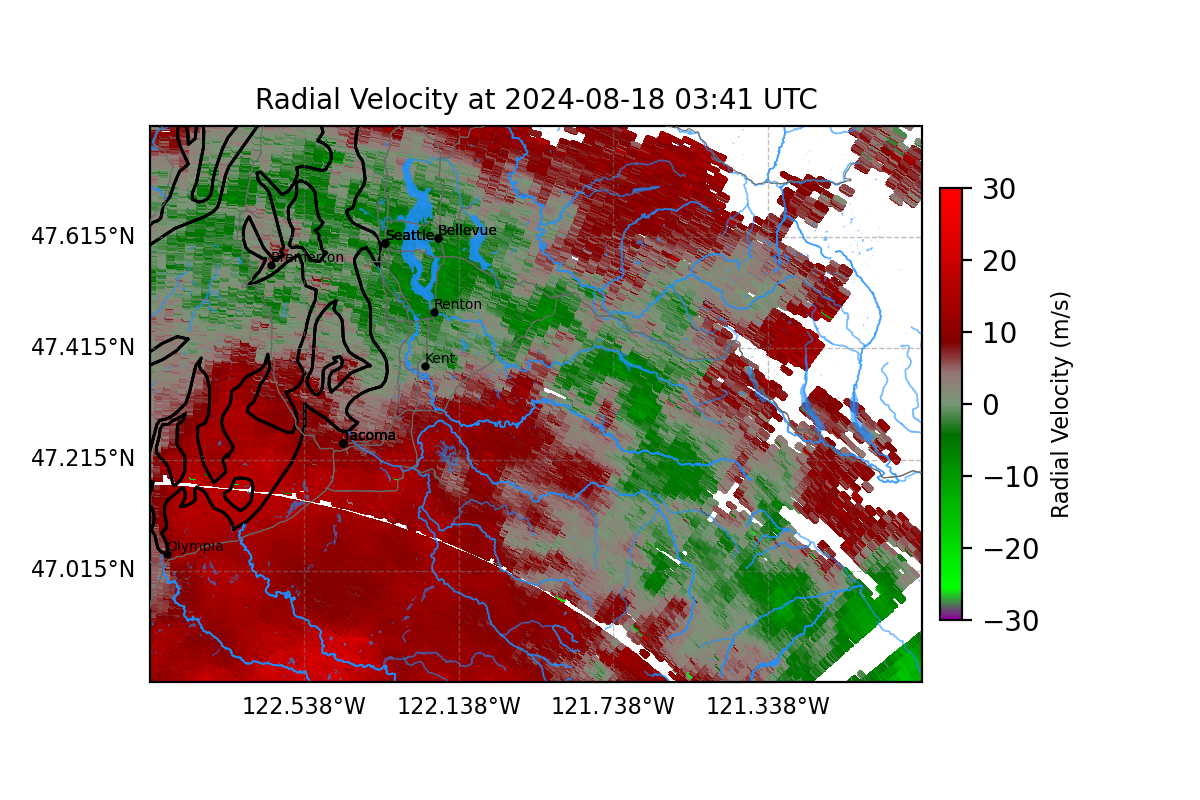 Radial Velocity at 2024-08-18 03:41 UTC
47.615°N
47.415°N
47.215°N
47.015°N
122.538°W
122.138°W
121.738°W
121.338°W
Seattle
Bellevue
Bremerton
Renton
Kent
Tacoma
Olympia
30
20
10
0
−10
−20
−30
Radial Velocity (m/s)